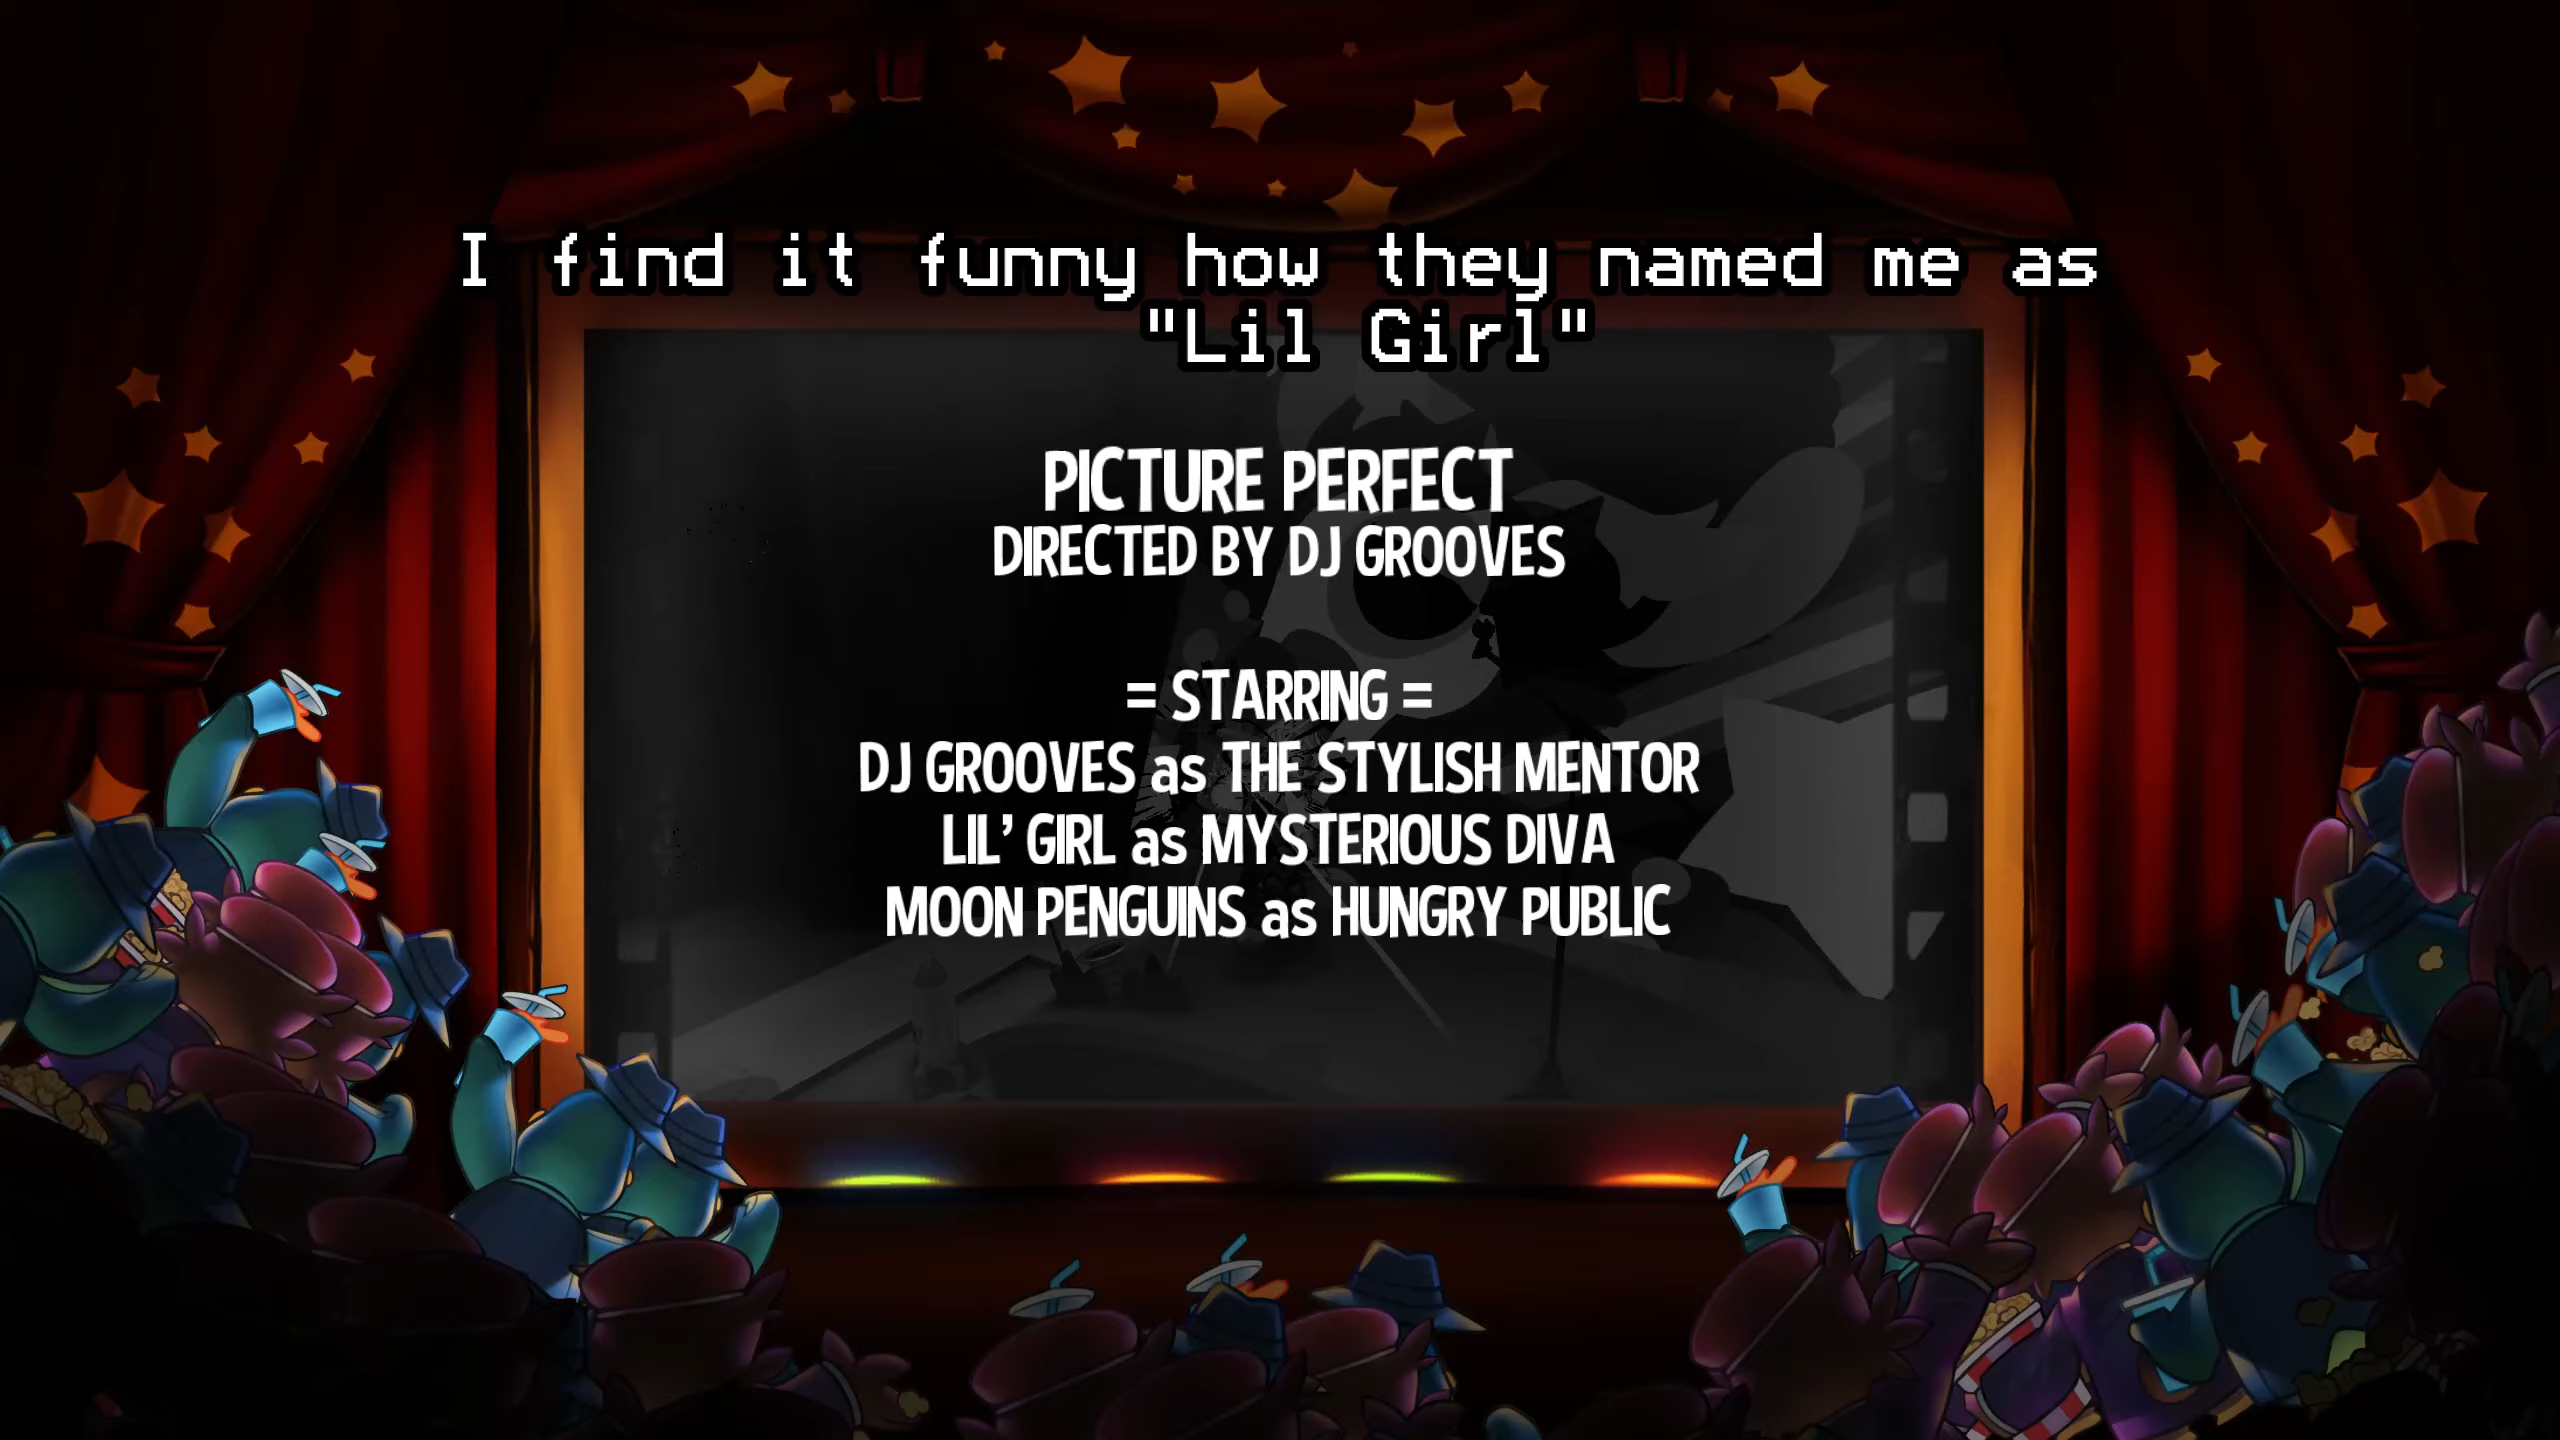 I find it funny how they named me as
"Lil Girl"
PICTURE PERFECT
DIRECTED BY DJ GROOVES
= STARRING =
DJ GROOVES as THE STYLISH MENTOR
LIL' GIRL as MYSTERIOUS DIVA
MOON PENGUINS as HUNGRY PUBLIC